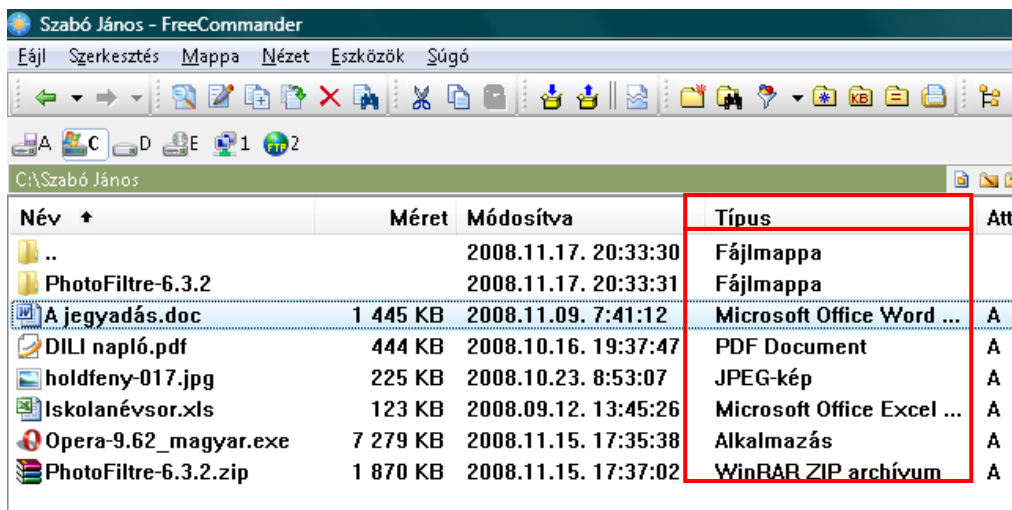 Szabó János - FreeCommander
Fájl Szerkesztés Mappa Nézet Eszközök Súgó
KB
A C D E 1 FTP 2
C:\Szabó János
Név Méret Módosítva Típus Att
.. 2008.11.17. 20:33:30 Fájlmappa
PhotoFiltre-6.3.2 2008.11.17. 20:33:31 Fájlmappa
A jegyadás.doc 1 445 KB 2008.11.09. 7:41:12 Microsoft Office Word ... A
DILI napló.pdf 444 KB 2008.10.16. 19:37:47 PDF Document A
holdfeny-017.jpg 225 KB 2008.10.23. 8:53:07 JPEG-kép A
Iskolanévsor.xls 123 KB 2008.09.12. 13:45:26 Microsoft Office Excel ... A
Opera-9.62_magyar.exe 7 279 KB 2008.11.15. 17:35:38 Alkalmazás A
PhotoFiltre-6.3.2.zip 1 870 KB 2008.11.15. 17:37:02 WinRAR ZIP archívum A